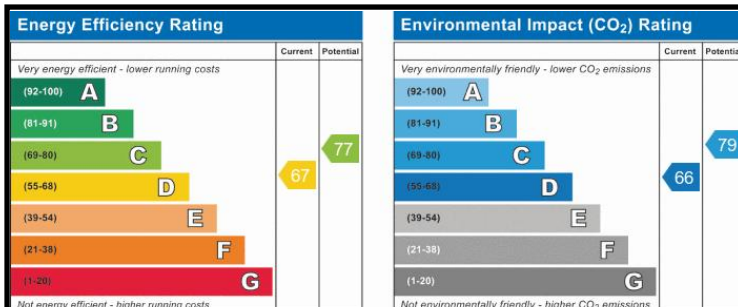 Energy Efficiency Rating
Current Potential
Very energy efficient - lower running costs
(92-100) A
(81-91) B
(69-80) C
77
(55-68) D
67
(39-54) E
(21-38) F
(1-20) G
Not energy efficient - higher running costs
Environmental Impact (CO₂) Rating
Current Potential
Very environmentally friendly - lower CO₂ emissions
(92-100) A
(81-91) B
79
(69-80) C
(55-68) D
66
(39-54) E
(21-38) F
(1-20) G
Not environmentally friendly - higher CO₂ emissions